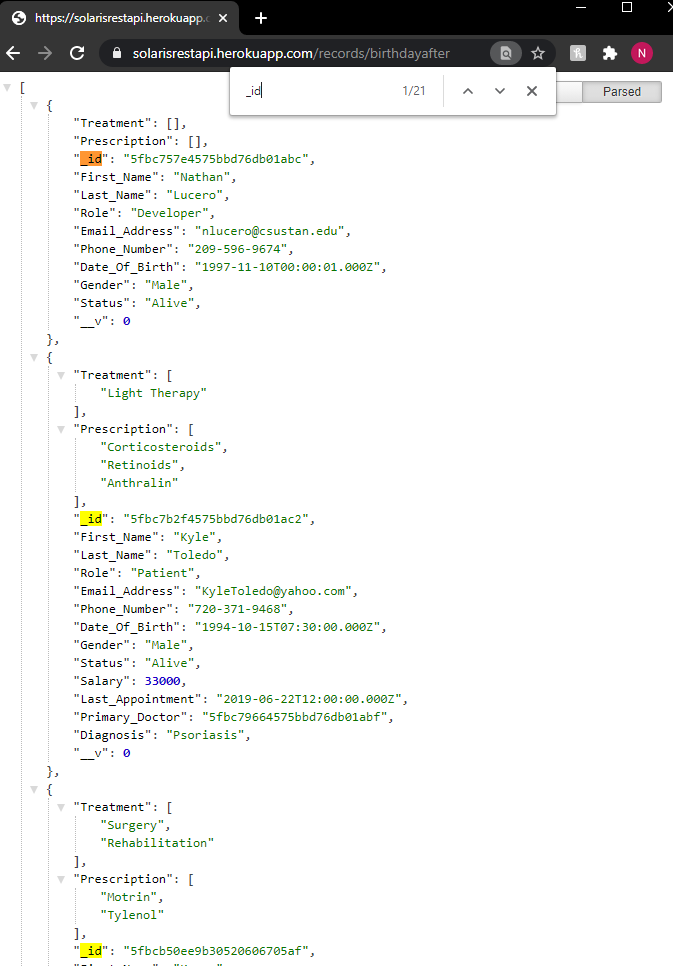 https://solarisrestapi.herokuapp.c
solarisrestapi.herokuapp.com/records/birthdayafter
N
_id
1/21
Parsed
[
{
"Treatment": [],
"Prescription": [],
"_id": "5fbc757e4575bbd76db01abc",
"First_Name": "Nathan",
"Last_Name": "Lucero",
"Role": "Developer",
"Email_Address": "nlucero@csustan.edu",
"Phone_Number": "209-596-9674",
"Date_Of_Birth": "1997-11-10T00:00:01.000Z",
"Gender": "Male",
"Status": "Alive",
"__v": 0
},
{
"Treatment": [
"Light Therapy"
],
"Prescription": [
"Corticosteroids",
"Retinoids",
"Anthralin"
],
"_id": "5fbc7b2f4575bbd76db01ac2",
"First_Name": "Kyle",
"Last_Name": "Toledo",
"Role": "Patient",
"Email_Address": "KyleToledo@yahoo.com",
"Phone_Number": "720-371-9468",
"Date_Of_Birth": "1994-10-15T07:30:00.000Z",
"Gender": "Male",
"Status": "Alive",
"Salary": 33000,
"Last_Appointment": "2019-06-22T12:00:00.000Z",
"Primary_Doctor": "5fbc79664575bbd76db01abf",
"Diagnosis": "Psoriasis",
"__v": 0
},
{
"Treatment": [
"Surgery",
"Rehabilitation"
],
"Prescription": [
"Motrin",
"Tylenol"
],
"_id": "5fbcb50ee9b30520606705af",